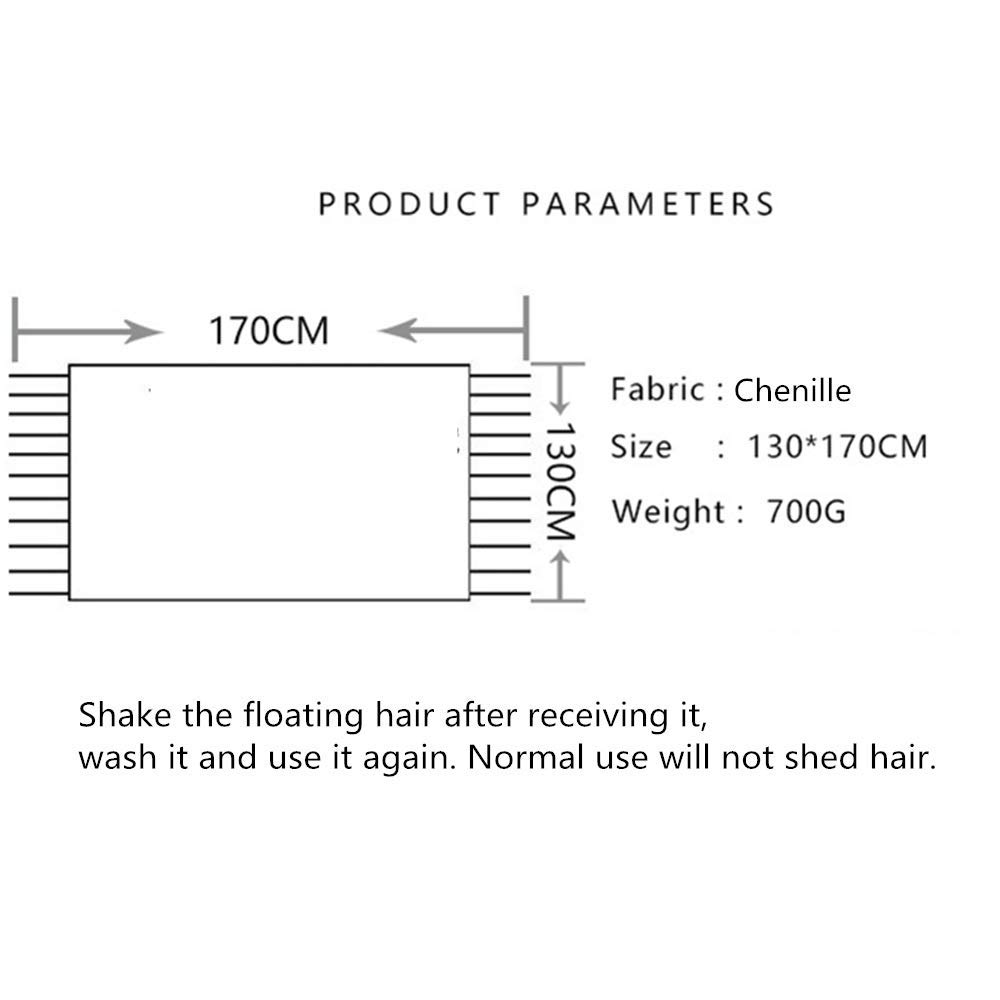 PRODUCT PARAMETERS
170CM
130CM
Fabric : Chenille
Size : 130*170CM
Weight : 700G
Shake the floating hair after receiving it,
wash it and use it again. Normal use will not shed hair.